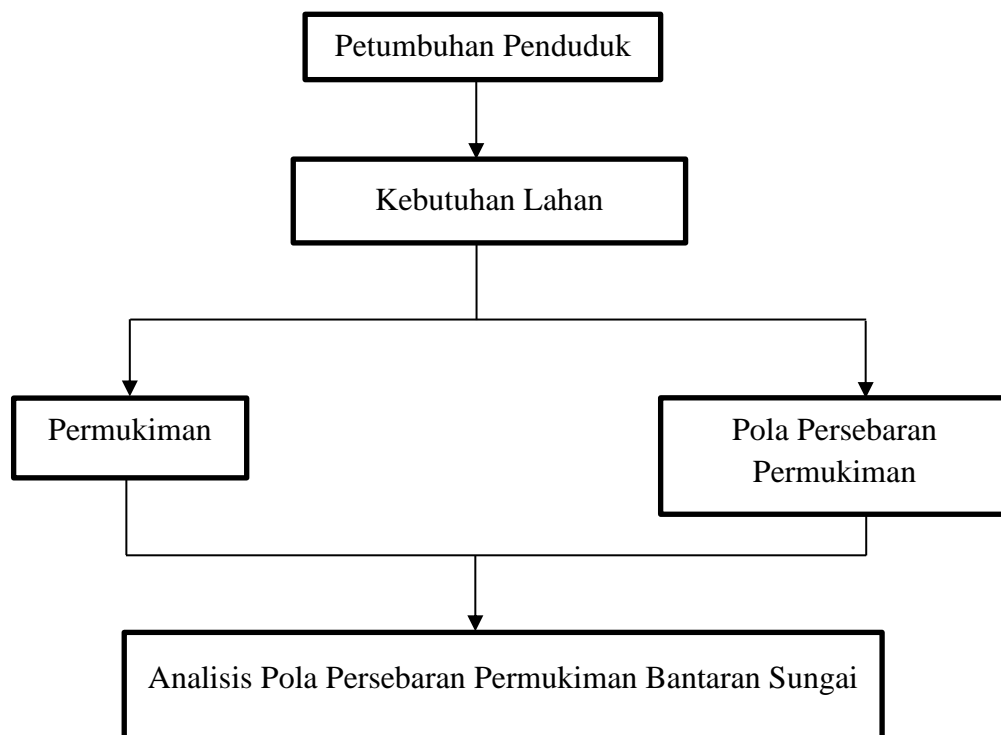 Petumbuhan Penduduk
Kebutuhan Lahan
Permukiman
Pola Persebaran
Permukiman
Analisis Pola Persebaran Permukiman Bantaran Sungai